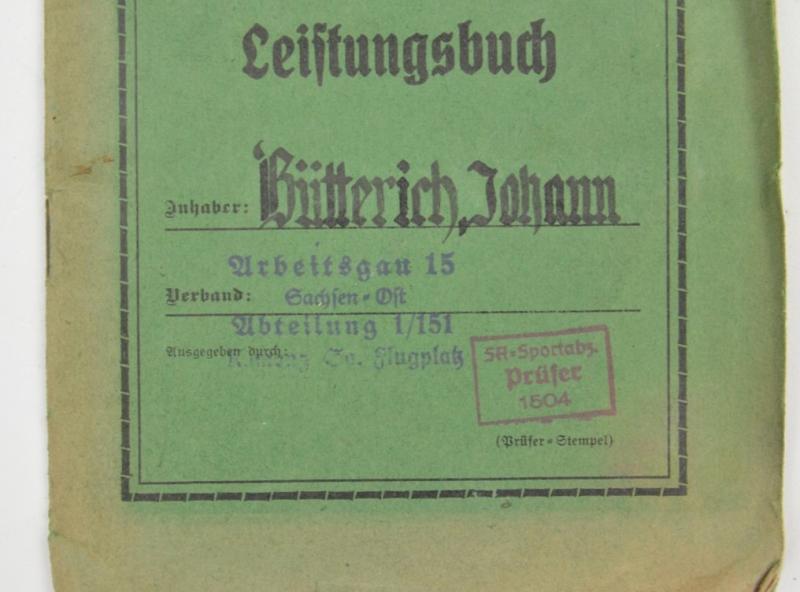 Leistungsbuch
Inhaber: Bütterich, Johann
Arbeitsgau 15
Verband: Sachsen-Ost
Abteilung 1/151
Ausgegeben durch: Sa. Flugplatz
SA-Sportabz.
Prüfer
1504
(Prüfer-Stempel)